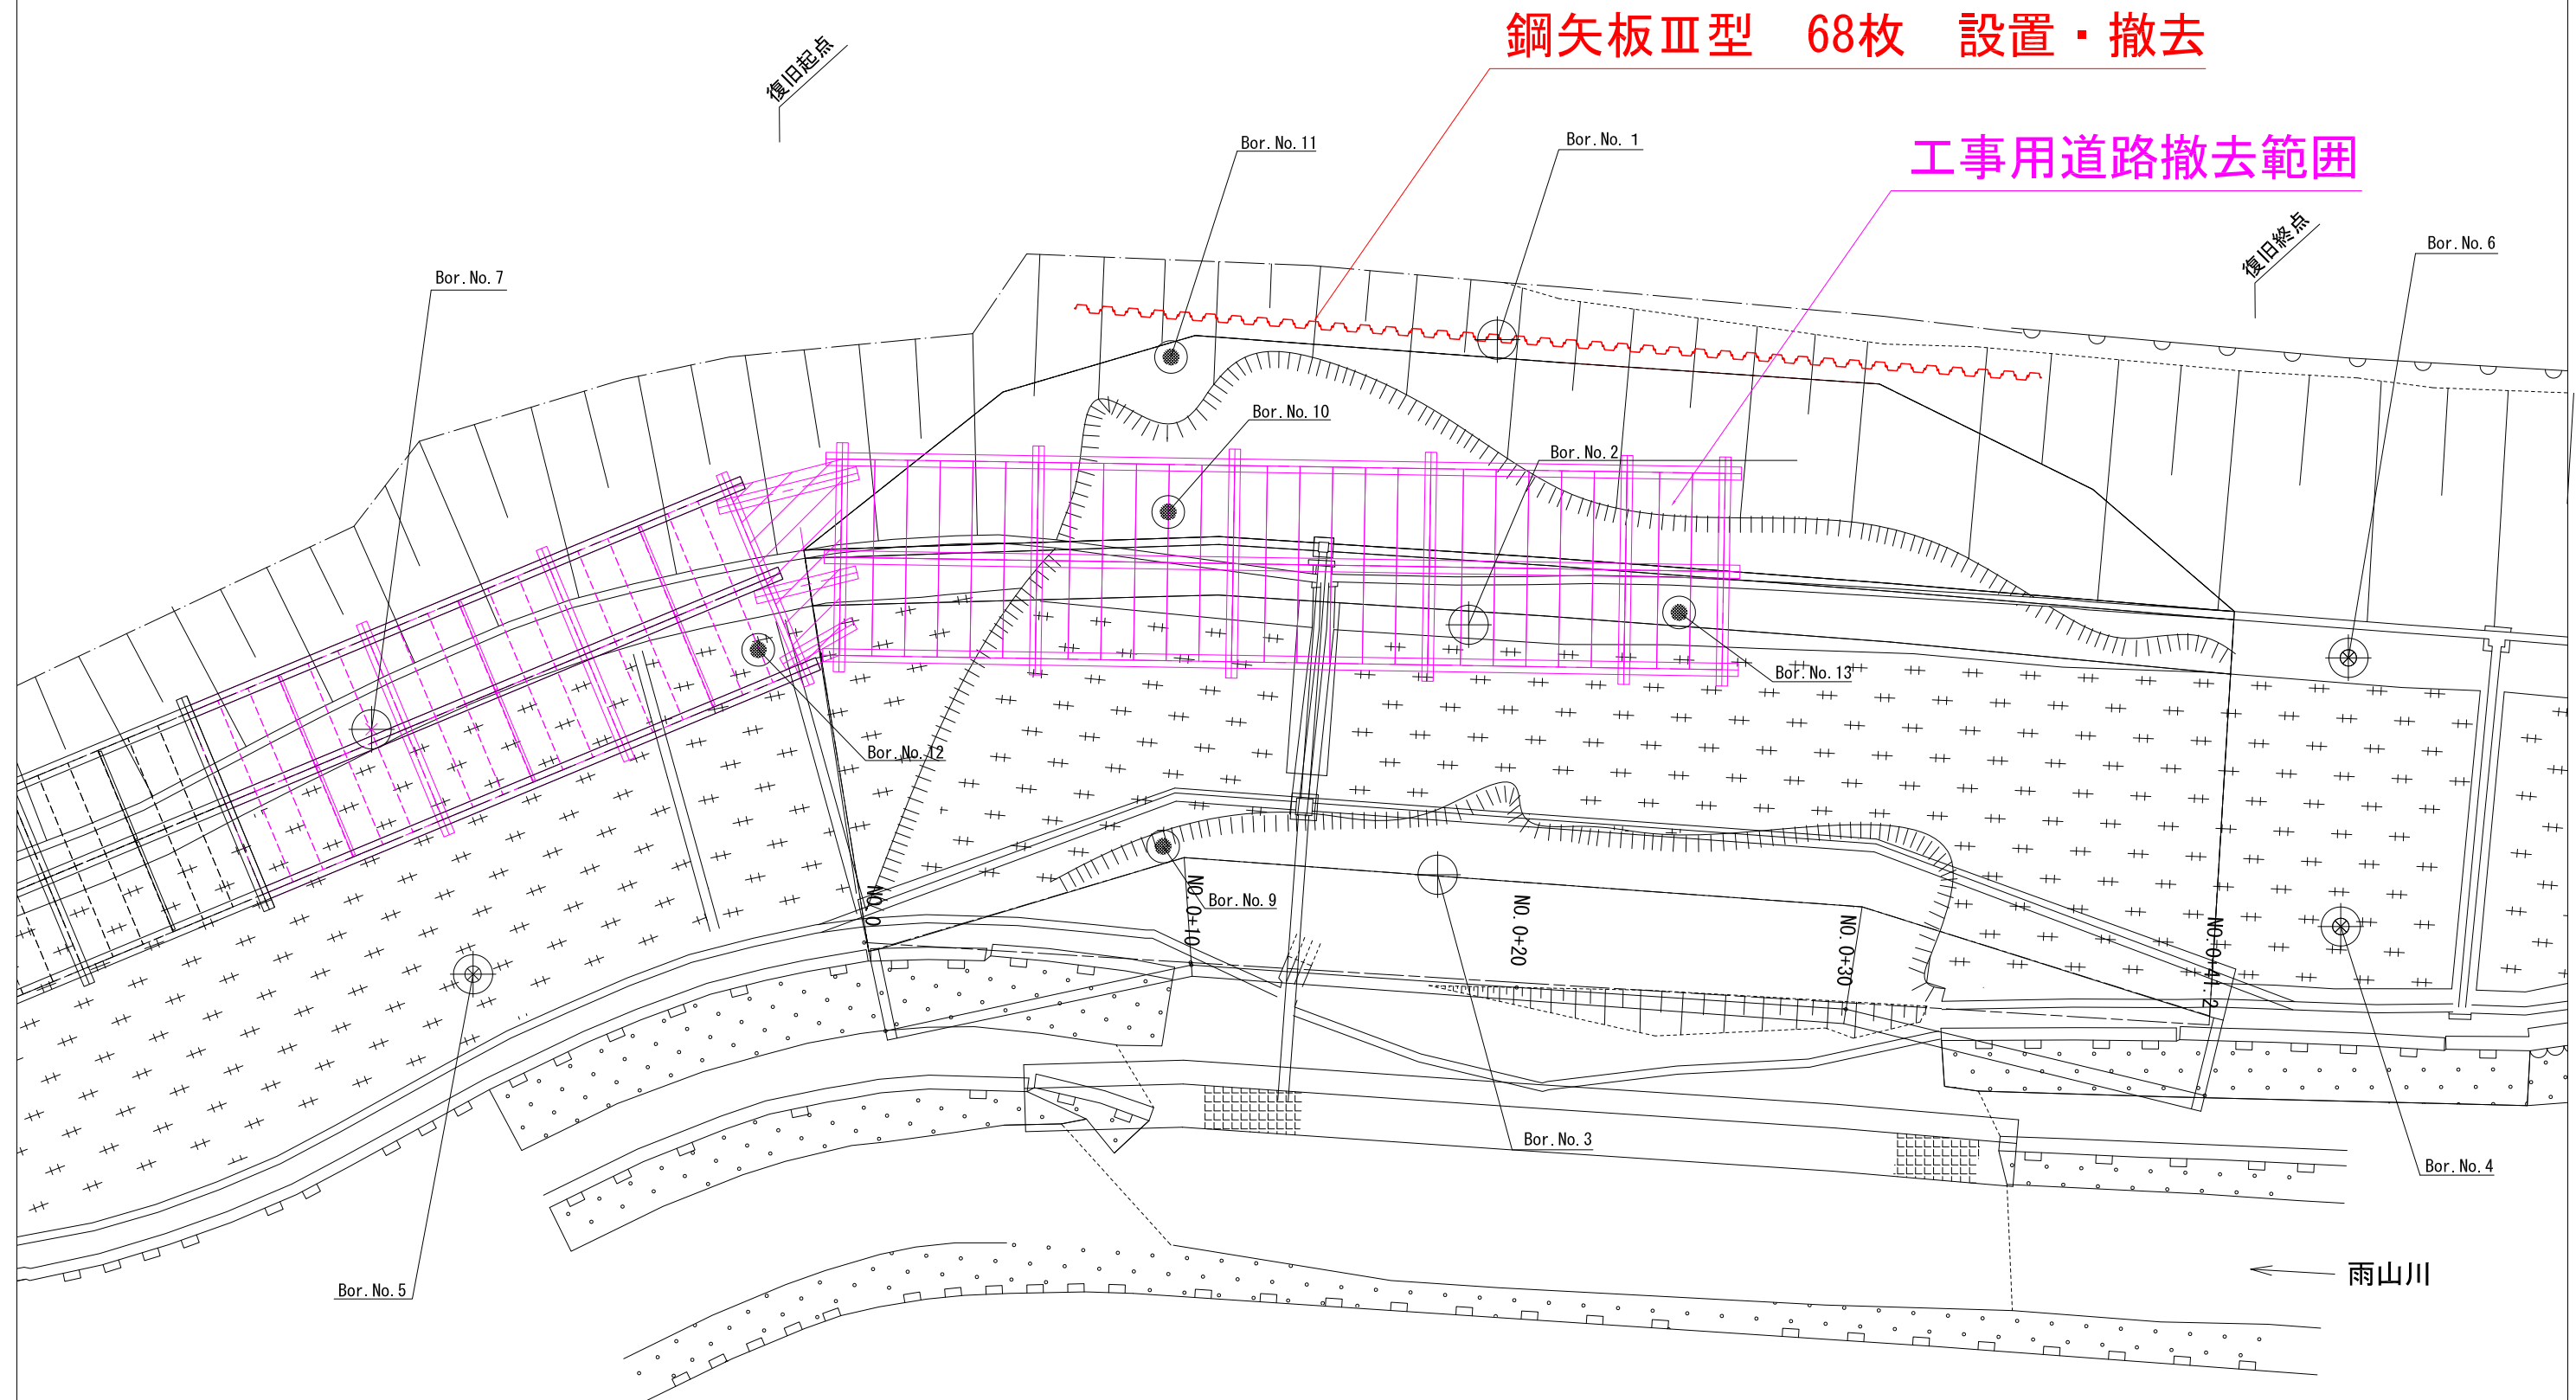 鋼矢板Ⅲ型　68枚　設置・撤去
復旧起点
Bor.No.11
Bor.No. 1
工事用道路撤去範囲
復旧終点
Bor.No.6
Bor.No.7
Bor.No.10
Bor.No.2
Bor.No.13
Bor.No.12
Bor.No.9
NO.0
NO.0+10
NO.0+20
NO.0+30
NO.0+41.2
Bor.No.3
Bor.No.4
Bor.No.5
雨山川